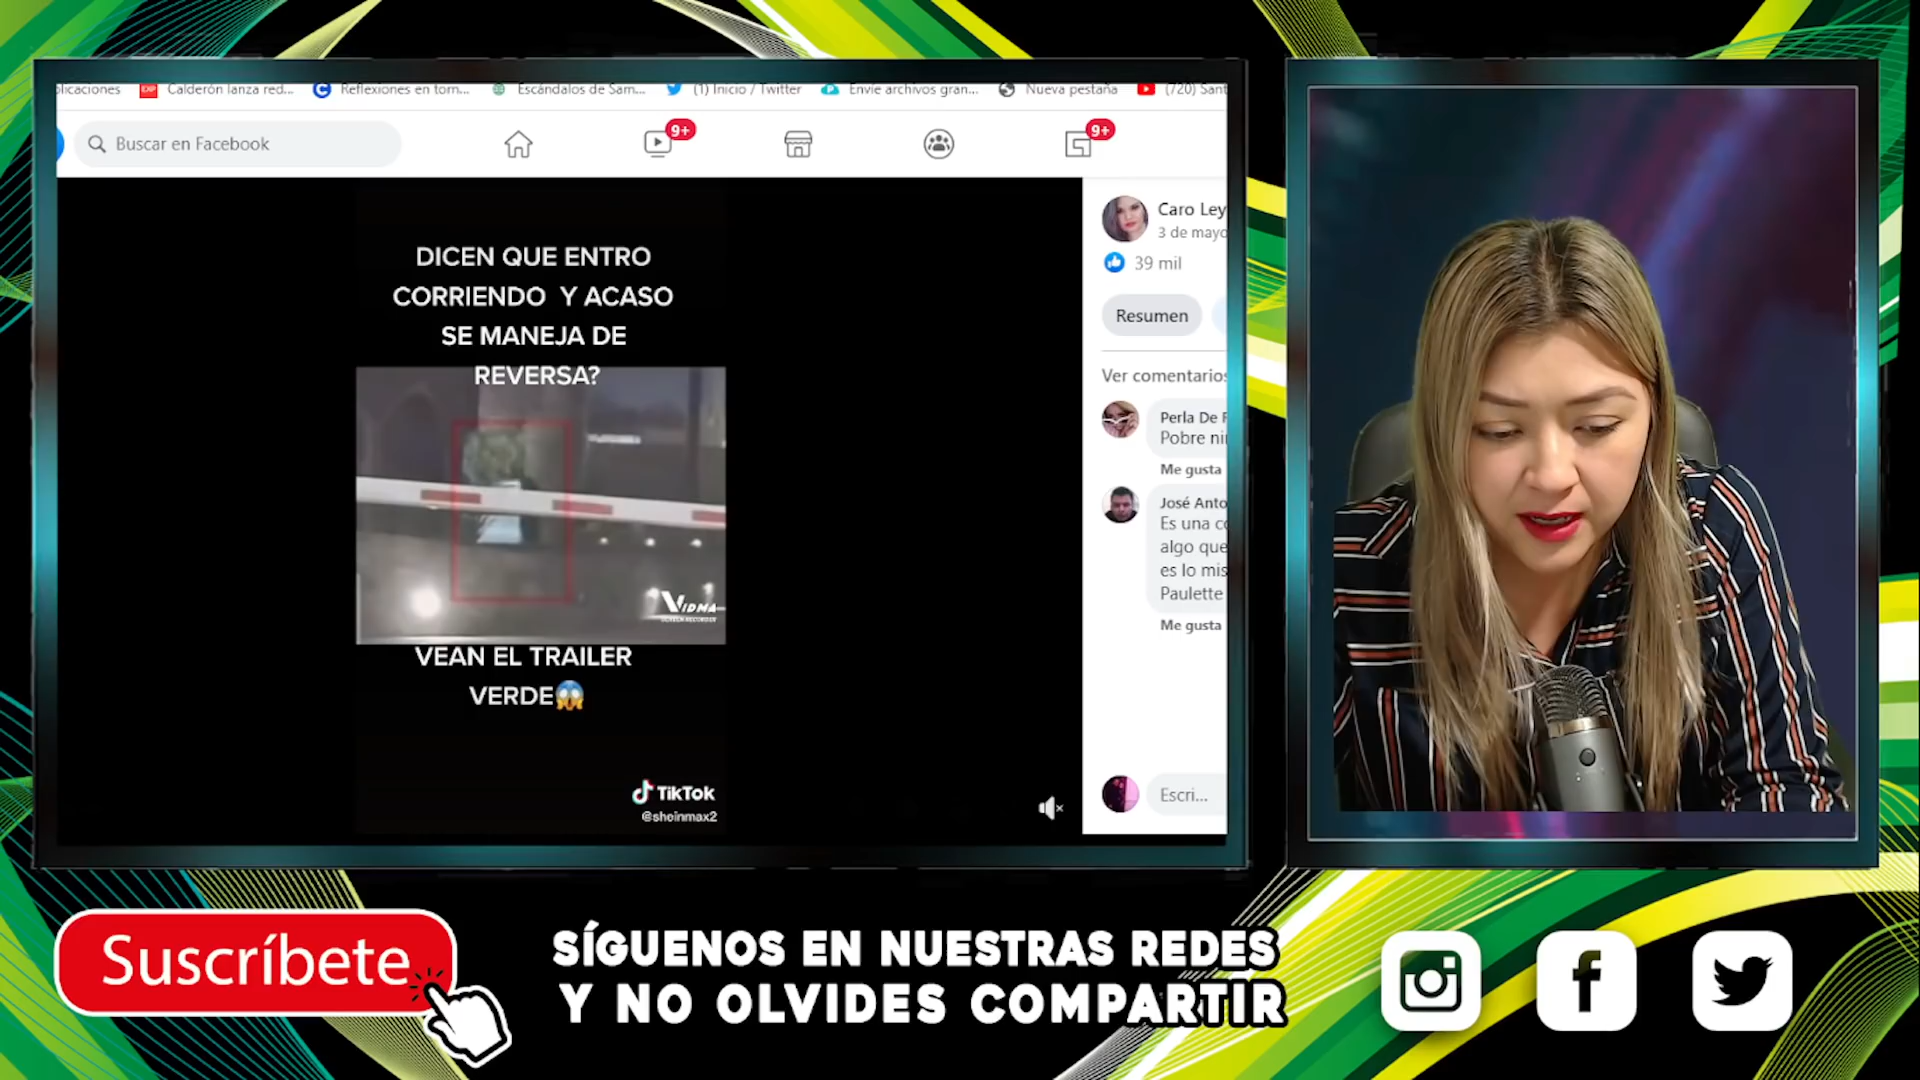 plicaciones
EXP
Calderón lanza red...
Reflexiones en torn...
Escándalos de Sam...
(1) Inicio / Twitter
Envíe archivos gran...
Nueva pestaña
(720) Sant
Buscar en Facebook
9+
9+
DICEN QUE ENTRO
CORRIENDO Y ACASO
SE MANEJA DE
REVERSA?
VIDMA
VEAN EL TRAILER
VERDE😱
TikTok
@sheinmax2
Caro Ley
3 de mayo
39 mil
Resumen
Ver comentarios
Perla De
Pobre
Me gusta
José Anto
Es una
algo que
es lo mis
Paulette
Me gusta
Escri...
Suscríbete
SÍGUENOS EN NUESTRAS REDES
Y NO OLVIDES COMPARTIR